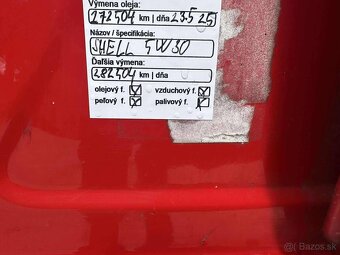 Výmena oleja:
272504 km | dňa 23.5 25
Názov / špecifikácia:
SHELL 5W30
Ďaľšia výmena:
282504 km | dňa
olejový f. ☑ vzduchový f. ☑
peľový f. ☑ palivový f. ☑
Bazos.sk